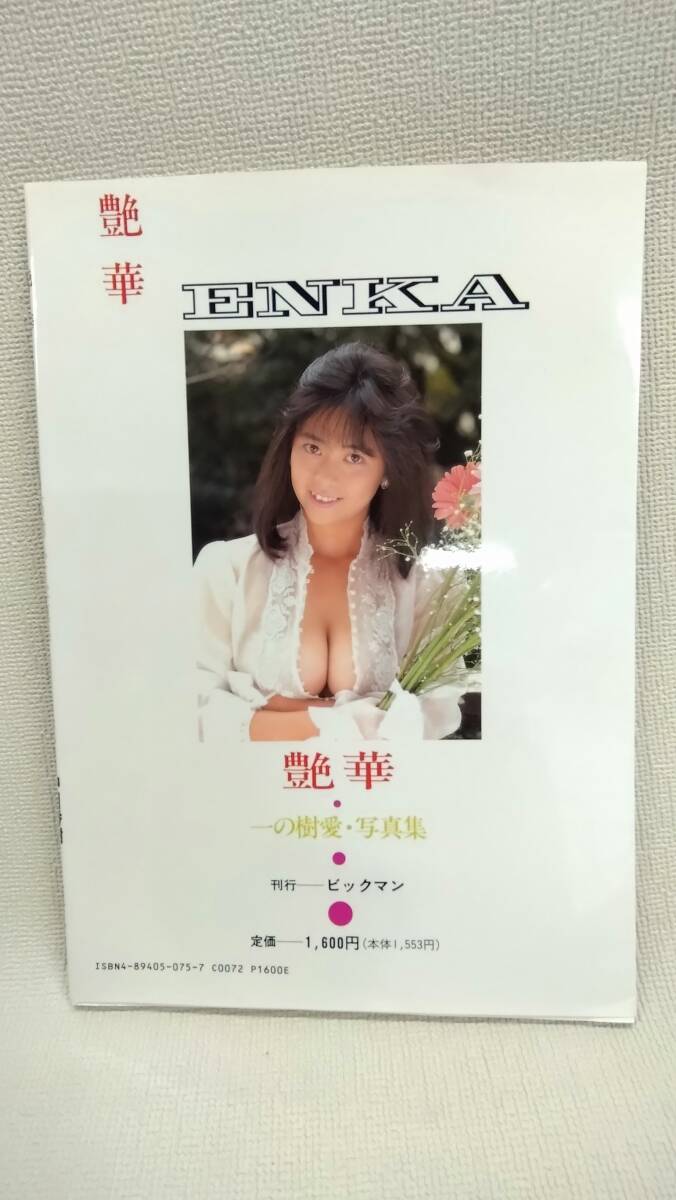 艶華
ENKA
艶華
一の樹愛・写真集
刊行──ビックマン
定価──1,600円(本体1,553円)
ISBN4-89405-075-7 C0072 P1600E